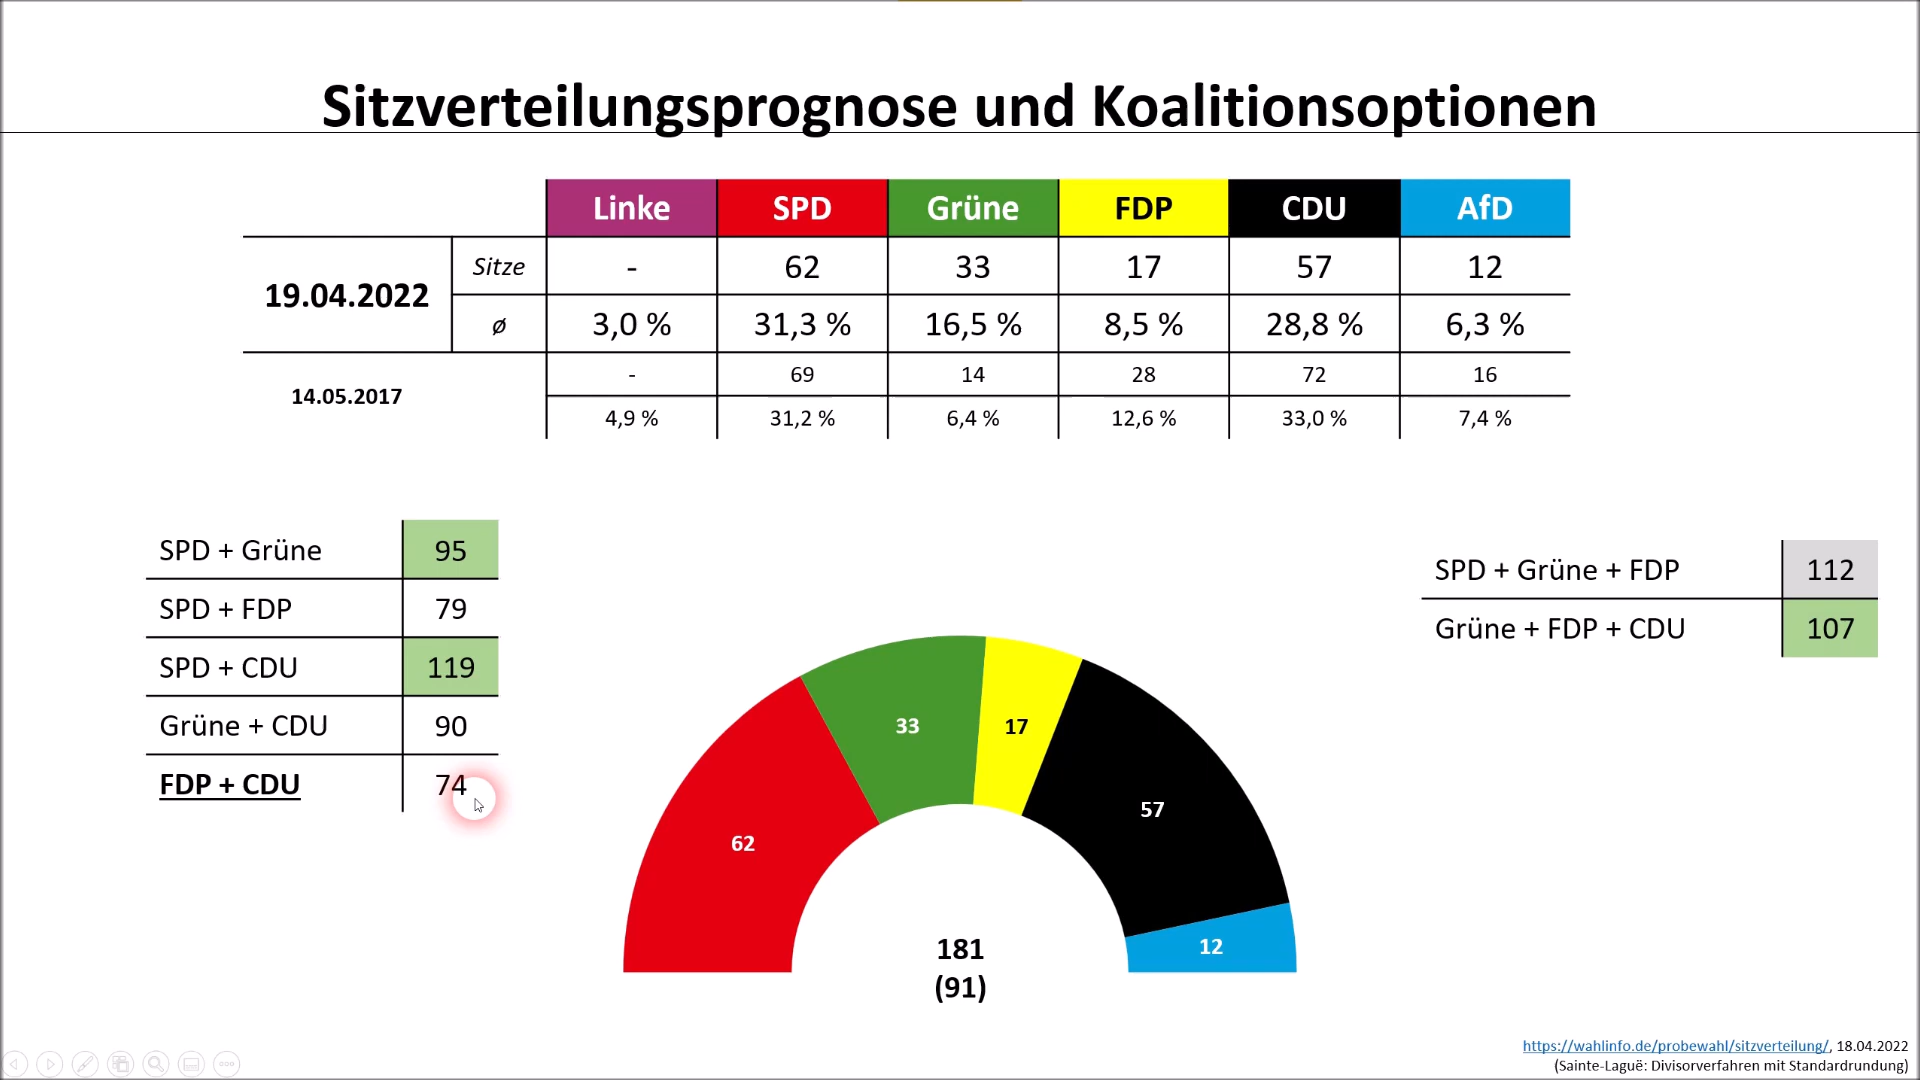 Sitzverteilungsprognose und Koalitionsoptionen
Linke SPD Grüne FDP CDU AfD
19.04.2022 Sitze - 62 33 17 57 12
ø 3,0 % 31,3 % 16,5 % 8,5 % 28,8 % 6,3 %
14.05.2017 - 69 14 28 72 16
4,9 % 31,2 % 6,4 % 12,6 % 33,0 % 7,4 %
SPD + Grüne 95
SPD + FDP 79
SPD + CDU 119
Grüne + CDU 90
FDP + CDU 74
SPD + Grüne + FDP 112
Grüne + FDP + CDU 107
62
33
17
57
12
181
(91)
https://wahlinfo.de/probewahl/sitzverteilung/, 18.04.2022
(Sainte-Laguë: Divisorverfahren mit Standardrundung)